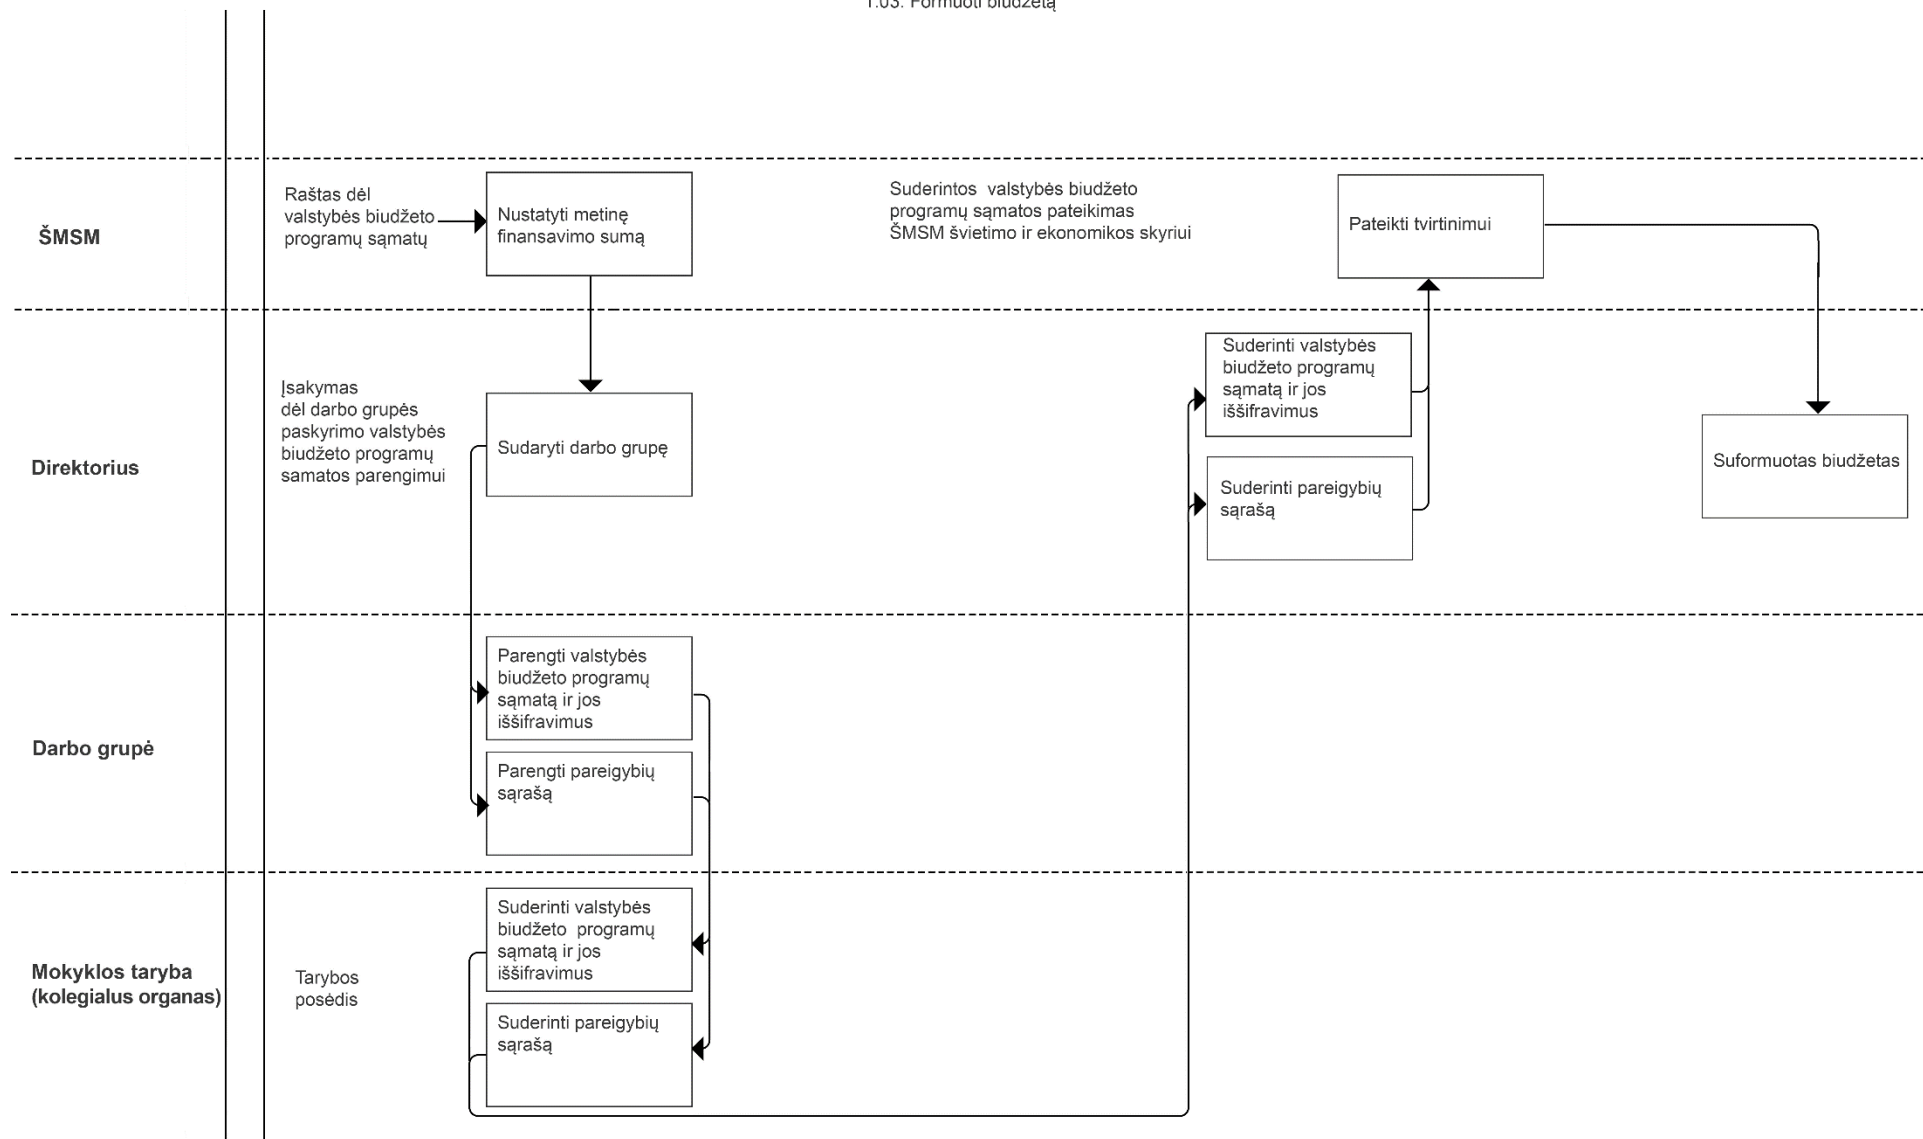 1.03. Formuoti biudžetą
ŠMSM
Raštas dėl
valstybės biudžeto
programų sąmatų
Nustatyti metinę
finansavimo sumą
Suderintos valstybės biudžeto
programų sąmatos pateikimas
ŠMSM švietimo ir ekonomikos skyriui
Pateikti tvirtinimui
Direktorius
Įsakymas
dėl darbo grupės
paskyrimo valstybės
biudžeto programų
samatos parengimui
Sudaryti darbo grupę
Suderinti valstybės
biudžeto programų
sąmatą ir jos
iššifravimus
Suderinti pareigybių
sąrašą
Suformuotas biudžetas
Darbo grupė
Parengti valstybės
biudžeto programų
sąmatą ir jos
iššifravimus
Parengti pareigybių
sąrašą
Mokyklos taryba
(kolegialus organas)
Tarybos
posėdis
Suderinti valstybės
biudžeto programų
sąmatą ir jos
iššifravimus
Suderinti pareigybių
sąrašą